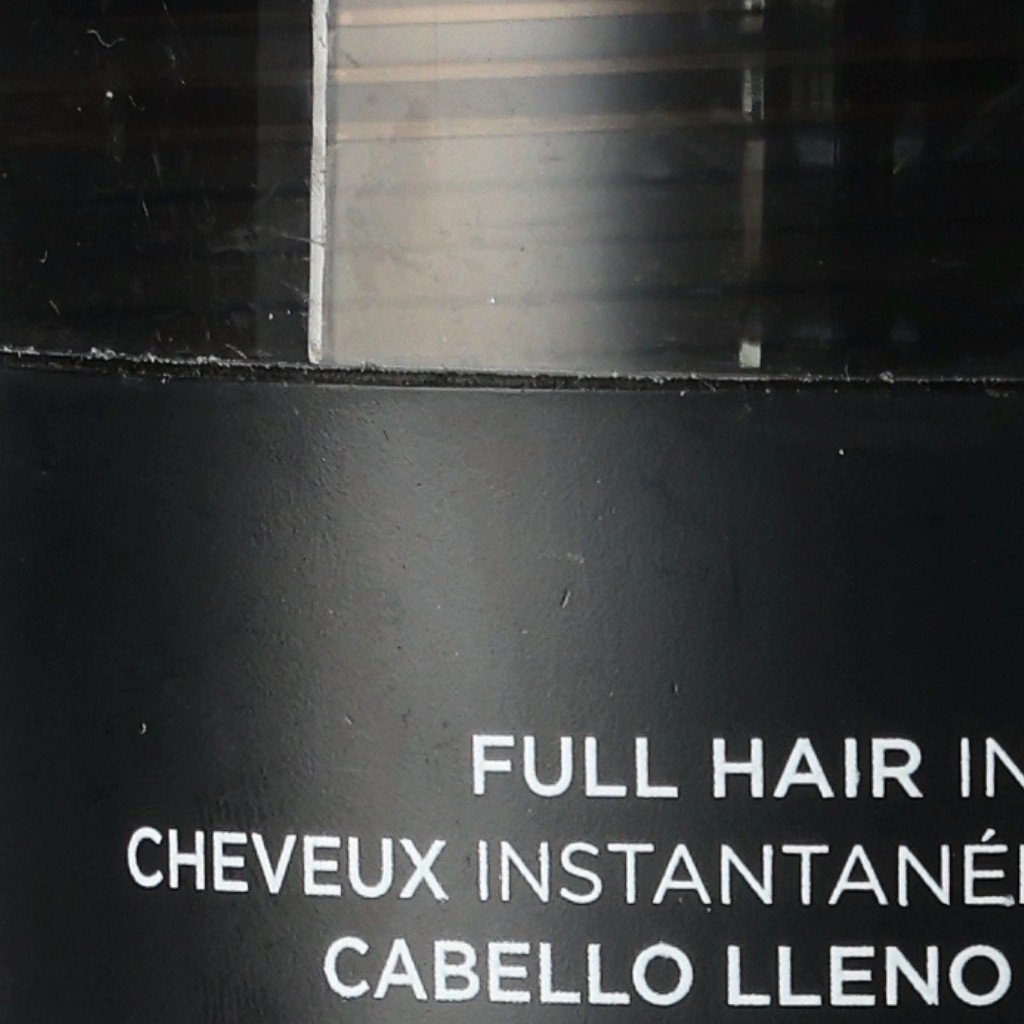 FULL HAIR IN
CHEVEUX INSTANTANÉ
CABELLO LLENO